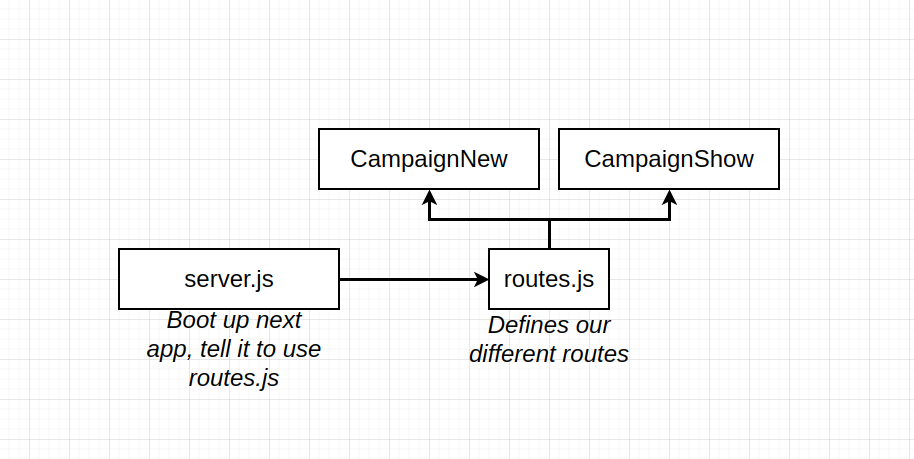 CampaignNew
CampaignShow
server.js
routes.js
Boot up next
app, tell it to use
routes.js
Defines our
different routes